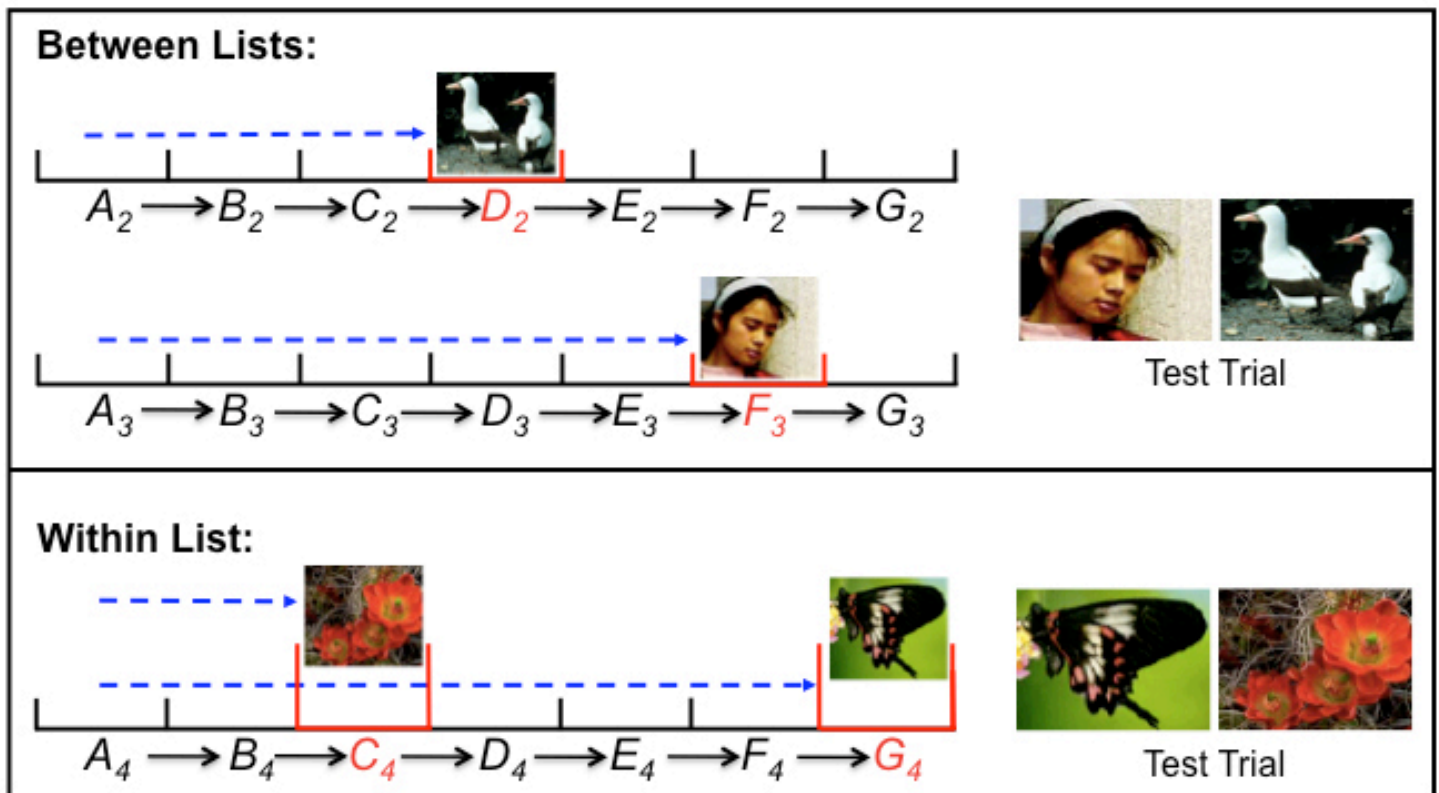 Between Lists:
A₂ → B₂ → C₂ → D₂ → E₂ → F₂ → G₂
A₃ → B₃ → C₃ → D₃ → E₃ → F₃ → G₃
Test Trial
Within List:
A₄ → B₄ → C₄ → D₄ → E₄ → F₄ → G₄
Test Trial